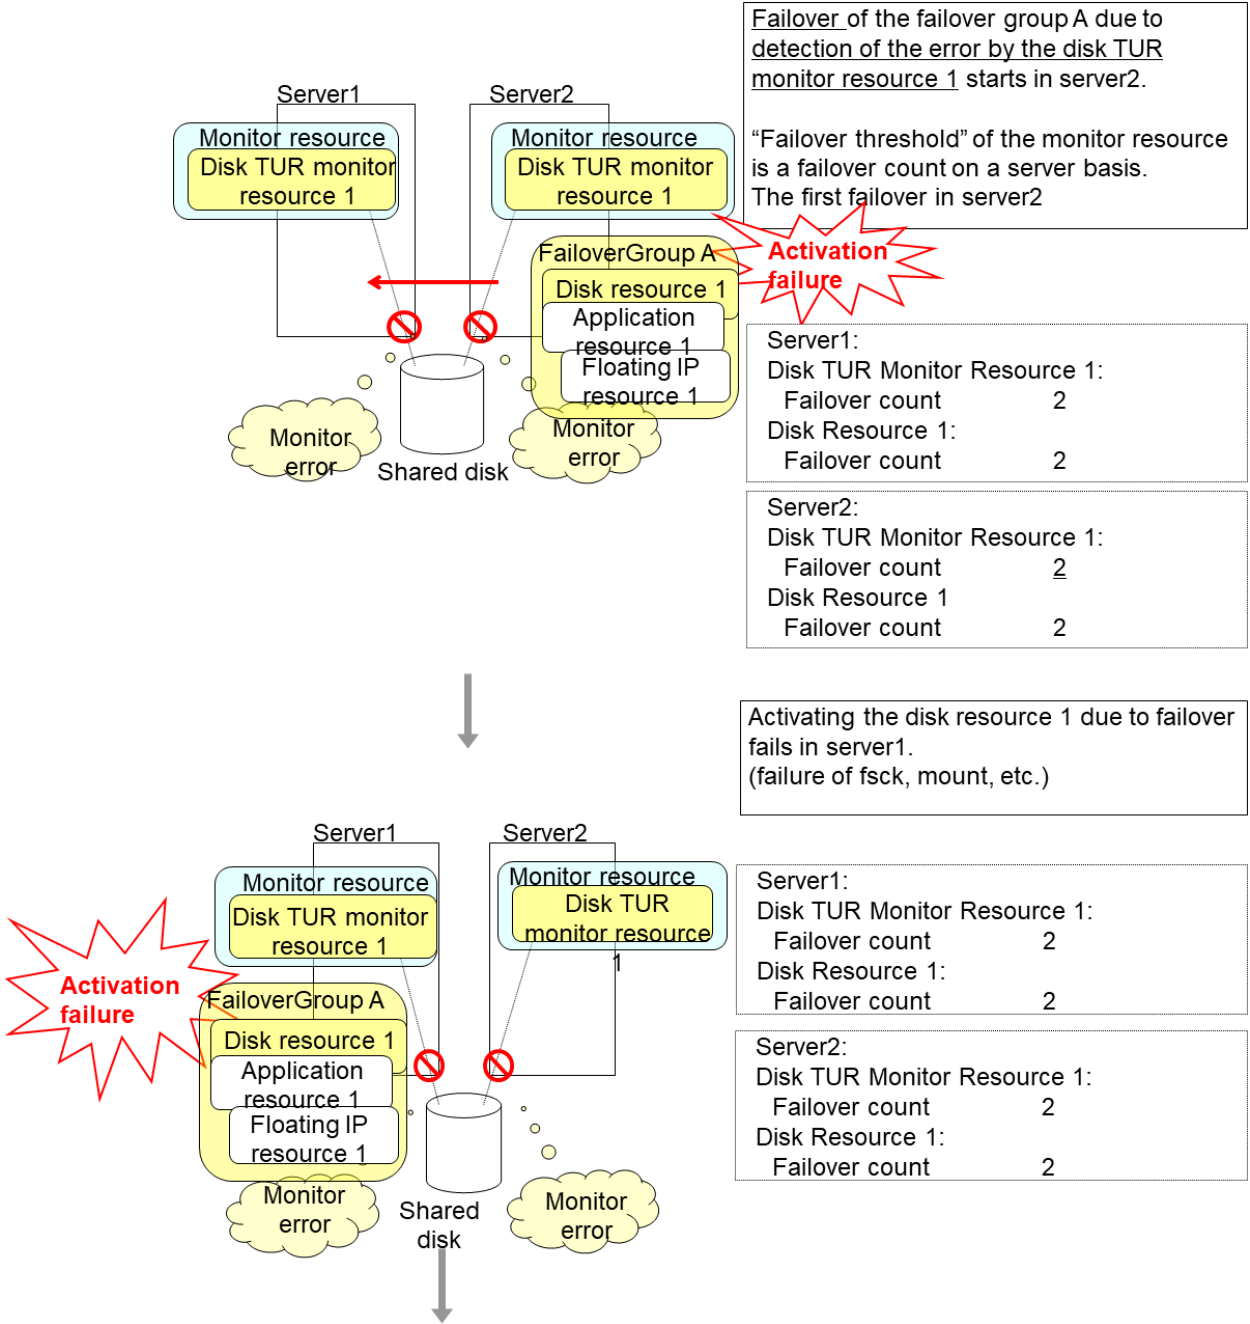 Failover of the failover group A due to
detection of the error by the disk TUR
monitor resource 1 starts in server2.
“Failover threshold” of the monitor resource
is a failover count on a server basis.
The first failover in server2
Server1
Server2
Monitor resource
Disk TUR monitor
resource 1
Monitor resource
Disk TUR monitor
resource 1
FailoverGroup A
Disk resource 1
Application
resource 1
Floating IP
resource 1
Activation
failure
Monitor
error
Shared disk
Monitor
error
Server1:
Disk TUR Monitor Resource 1:
Failover count 2
Disk Resource 1:
Failover count 2
Server2:
Disk TUR Monitor Resource 1:
Failover count 2
Disk Resource 1
Failover count 2
Activating the disk resource 1 due to failover
fails in server1.
(failure of fsck, mount, etc.)
Server1
Server2
Monitor resource
Disk TUR monitor
resource 1
Monitor resource
Disk TUR
monitor resource
1
Activation
failure
FailoverGroup A
Disk resource 1
Application
resource 1
Floating IP
resource 1
Monitor
error
Shared
disk
Monitor
error
Server1:
Disk TUR Monitor Resource 1:
Failover count 2
Disk Resource 1:
Failover count 2
Server2:
Disk TUR Monitor Resource 1:
Failover count 2
Disk Resource 1:
Failover count 2